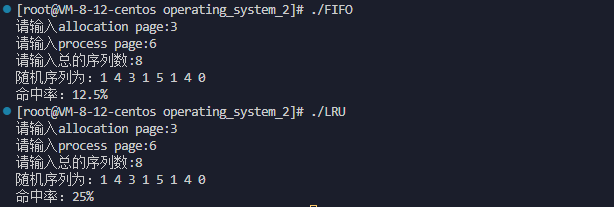 [root@VM-8-12-centos operating_system_2]# ./FIFO
请输入allocation page:3
请输入process page:6
请输入总的序列数:8
随机序列为: 1 4 3 1 5 1 4 0
命中率: 12.5%
[root@VM-8-12-centos operating_system_2]# ./LRU
请输入allocation page:3
请输入process page:6
请输入总的序列数:8
随机序列为: 1 4 3 1 5 1 4 0
命中率: 25%